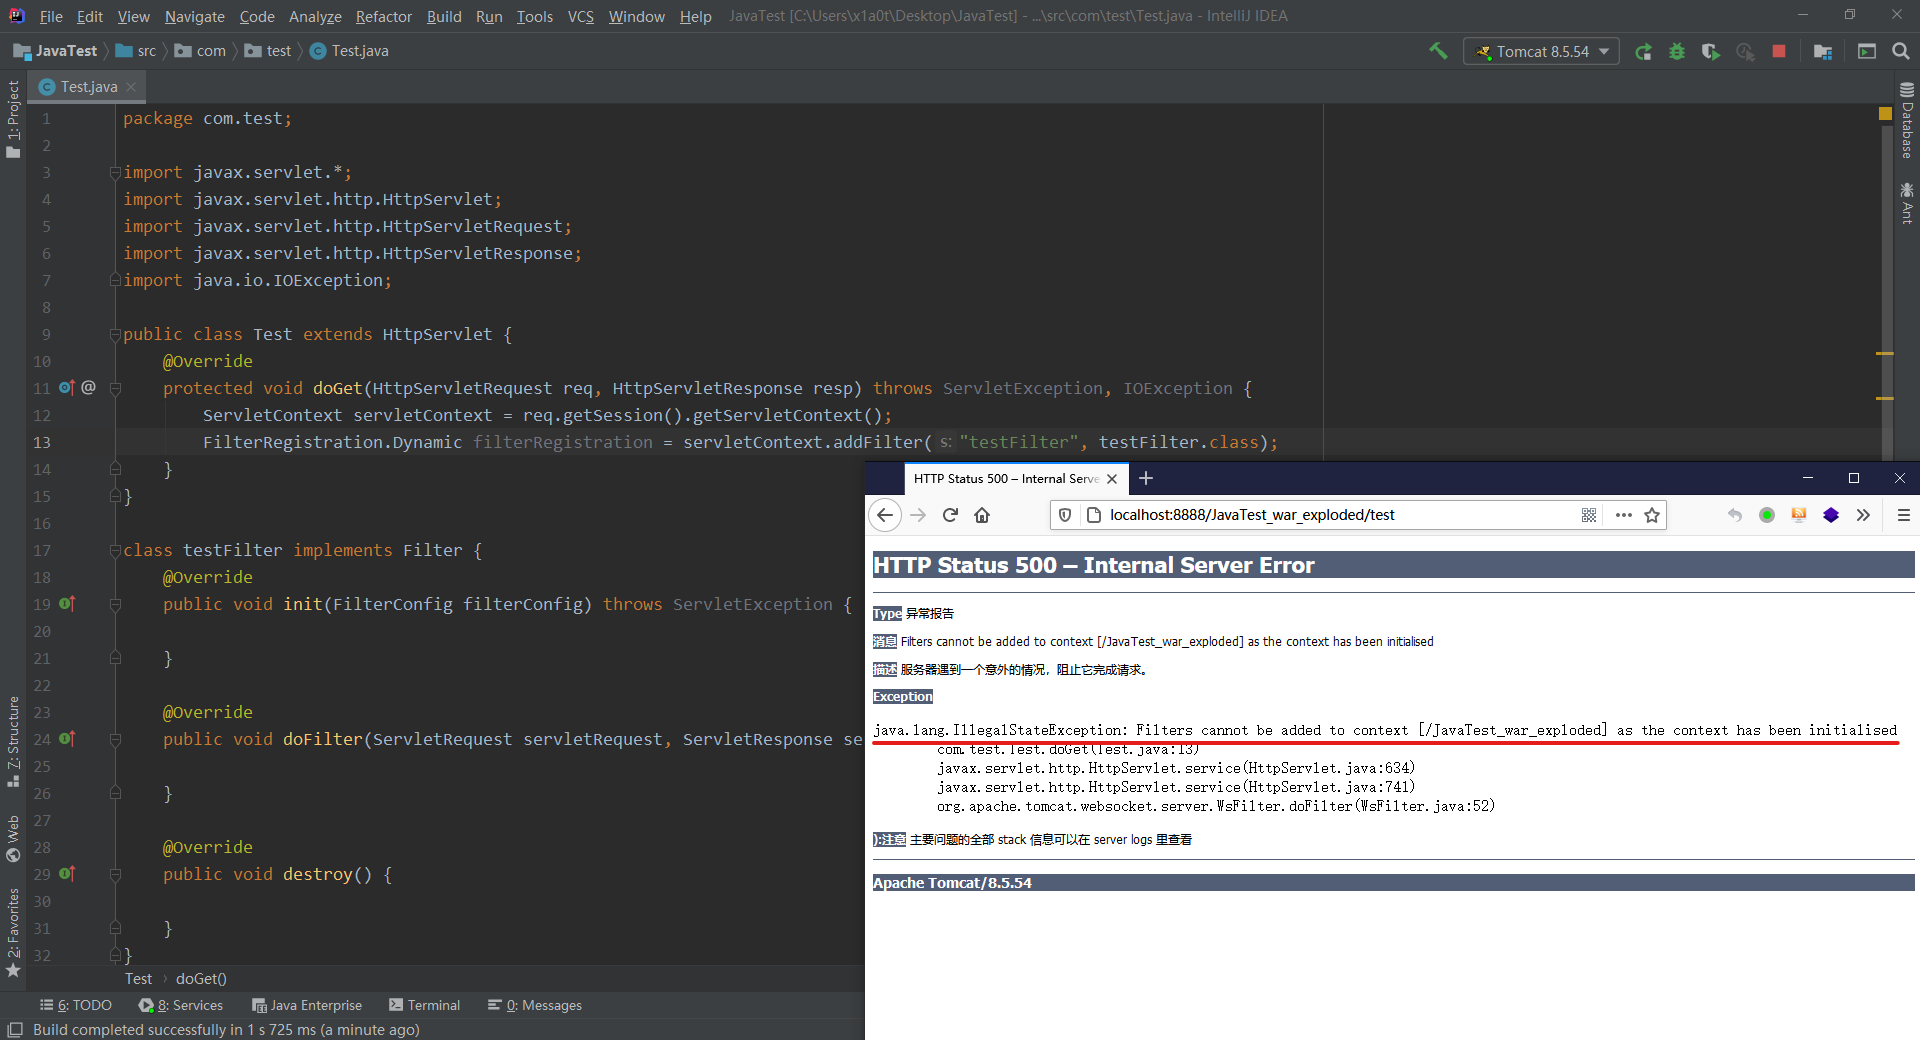 File Edit View Navigate Code Analyze Refactor Build Run Tools VCS Window Help JavaTest [C:\Users\x1a0t\Desktop\JavaTest] - ...\src\com\test\Test.java - IntelliJ IDEA
JavaTest src com test Test.java Tomcat 8.5.54
Test.java
1: Project
Database
Ant
1 package com.test;
2
3 import javax.servlet.*;
4 import javax.servlet.http.HttpServlet;
5 import javax.servlet.http.HttpServletRequest;
6 import javax.servlet.http.HttpServletResponse;
7 import java.io.IOException;
8
9 public class Test extends HttpServlet {
10 @Override
11 @ protected void doGet(HttpServletRequest req, HttpServletResponse resp) throws ServletException, IOException {
12 ServletContext servletContext = req.getSession().getServletContext();
13 FilterRegistration.Dynamic filterRegistration = servletContext.addFilter( s: "testFilter", testFilter.class);
14 }
15 }
16
17 class testFilter implements Filter {
18 @Override
19 public void init(FilterConfig filterConfig) throws ServletException {
20
21 }
22
23 @Override
24 public void doFilter(ServletRequest servletRequest, ServletResponse se
25
26 }
27
28 @Override
29 public void destroy() {
30
31 }
32 }
7: Structure
Web
2: Favorites
Test doGet()
6: TODO 8: Services Java Enterprise Terminal 0: Messages
Build completed successfully in 1 s 725 ms (a minute ago)
HTTP Status 500 – Internal Serve
localhost:8888/JavaTest_war_exploded/test
HTTP Status 500 – Internal Server Error
Type 异常报告
消息 Filters cannot be added to context [/JavaTest_war_exploded] as the context has been initialised
描述 服务器遇到一个意外的情况，阻止它完成请求。
Exception
java.lang.IllegalStateException: Filters cannot be added to context [/JavaTest_war_exploded] as the context has been initialised
com.test.Test.doGet(Test.java:13)
javax.servlet.http.HttpServlet.service(HttpServlet.java:634)
javax.servlet.http.HttpServlet.service(HttpServlet.java:741)
org.apache.tomcat.websocket.server.WsFilter.doFilter(WsFilter.java:52)
):注意 主要问题的全部 stack 信息可以在 server logs 里查看
Apache Tomcat/8.5.54